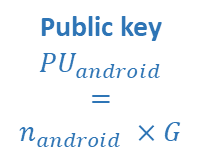 Public key
PU_android
=
n_android × G